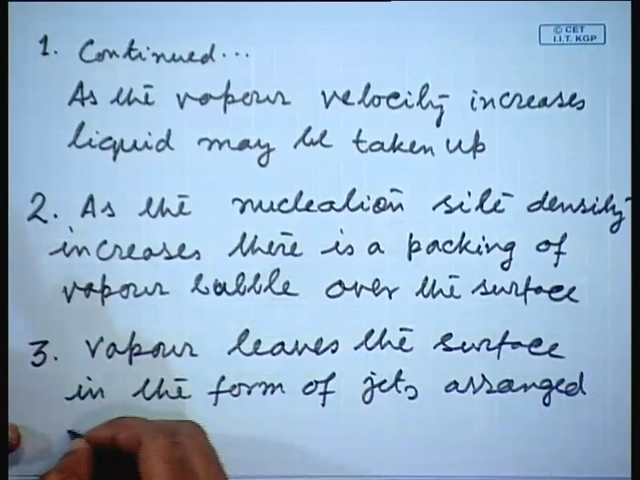 © CET
I.I.T. KGP
1. Continued...
As the vapour velocity increases
liquid may be taken up
2. As the nucleation site density
increases there is a packing of
vapour bubble over the surface
3. vapour leaves the surface
in the form of jets arranged